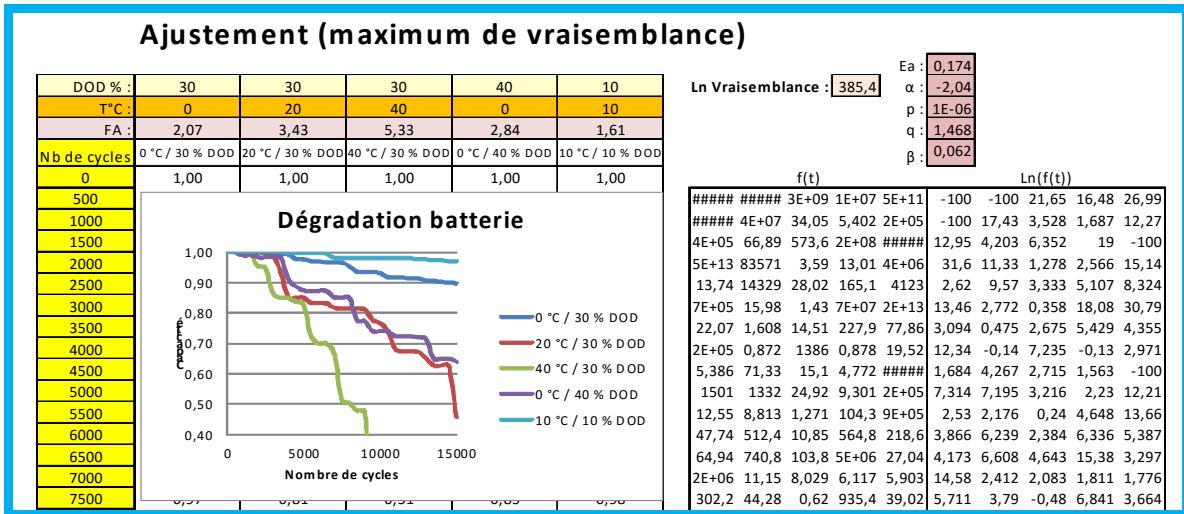 Ajustement (maximum de vraisemblance)
Ea : 0,174
DOD % : 30 30 30 40 10 Ln Vraisemblance : 385,4 α : -2,04
T°C : 0 20 40 0 10 p : 1E-06
FA : 2,07 3,43 5,33 2,84 1,61 q : 1,468
Nb de cycles 0 °C / 30 % DOD 20 °C / 30 % DOD 40 °C / 30 % DOD 0 °C / 40 % DOD 10 °C / 10 % DOD β : 0,062
0 1,00 1,00 1,00 1,00 1,00 f(t) Ln(f(t))
500 ##### ##### 3E+09 1E+07 5E+11 -100 -100 21,65 16,48 26,99
1000 ##### 4E+07 34,05 5,402 2E+05 -100 17,43 3,528 1,687 12,27
1500 4E+05 66,89 573,6 2E+08 ##### 12,95 4,203 6,352 19 -100
2000 5E+13 83571 3,59 13,01 4E+06 31,6 11,33 1,278 2,566 15,14
2500 13,74 14329 28,02 165,1 4123 2,62 9,57 3,333 5,107 8,324
3000 7E+05 15,98 1,43 7E+07 2E+13 13,46 2,772 0,358 18,08 30,79
3500 22,07 1,608 14,51 227,9 77,86 3,094 0,475 2,675 5,429 4,355
4000 2E+05 0,872 1386 0,878 19,52 12,34 -0,14 7,235 -0,13 2,971
4500 5,386 71,33 15,1 4,772 ##### 1,684 4,267 2,715 1,563 -100
5000 1501 1332 24,92 9,301 2E+05 7,314 7,195 3,216 2,23 12,21
5500 12,55 8,813 1,271 104,3 9E+05 2,53 2,176 0,24 4,648 13,66
6000 47,74 512,4 10,85 564,8 218,6 3,866 6,239 2,384 6,336 5,387
6500 64,94 740,8 103,8 5E+06 27,04 4,173 6,608 4,643 15,38 3,297
7000 2E+06 11,15 8,029 6,117 5,903 14,58 2,412 2,083 1,811 1,776
7500 302,2 44,28 0,62 935,4 39,02 5,711 3,79 -0,48 6,841 3,664
Dégradation batterie
1,00
0,90
0,80
0,70
0,60
0,50
0,40
0 5000 10000 15000
Nombre de cycles
0 °C / 30 % DOD
20 °C / 30 % DOD
40 °C / 30 % DOD
0 °C / 40 % DOD
10 °C / 10 % DOD